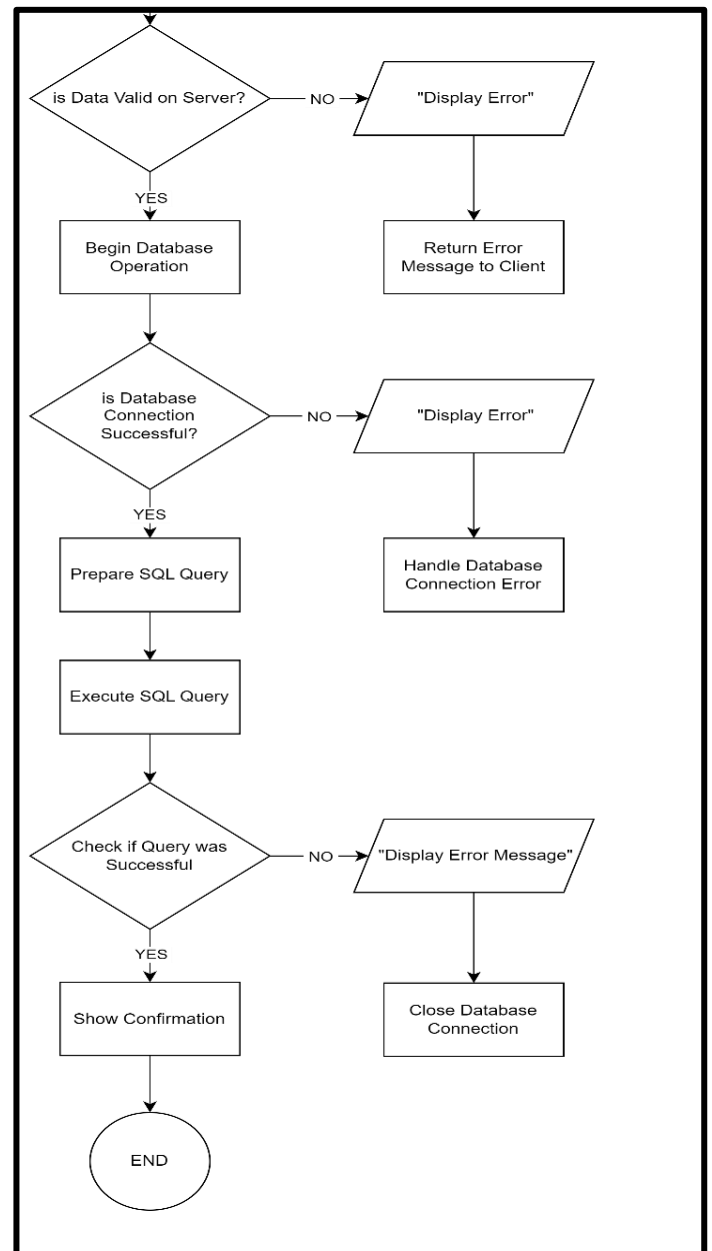 is Data Valid on Server?
NO
"Display Error"
YES
Begin Database
Operation
Return Error
Message to Client
is Database
Connection
Successful?
NO
"Display Error"
YES
Prepare SQL Query
Handle Database
Connection Error
Execute SQL Query
Check if Query was
Successful
NO
"Display Error Message"
YES
Show Confirmation
Close Database
Connection
END